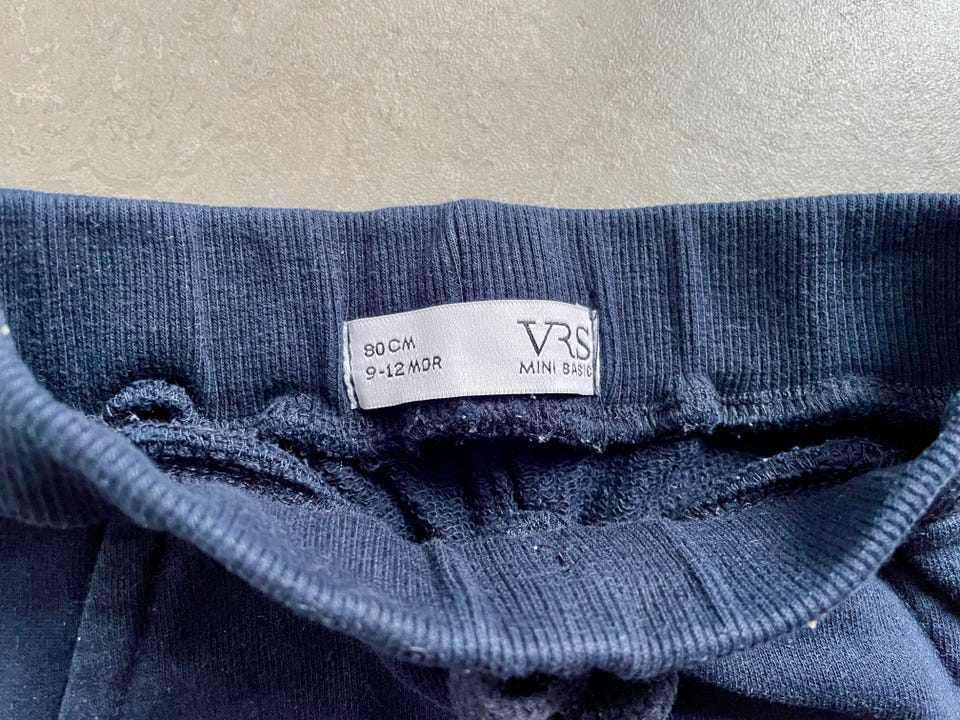 80 CM
9-12 MDR
VRS
MINI BASIC